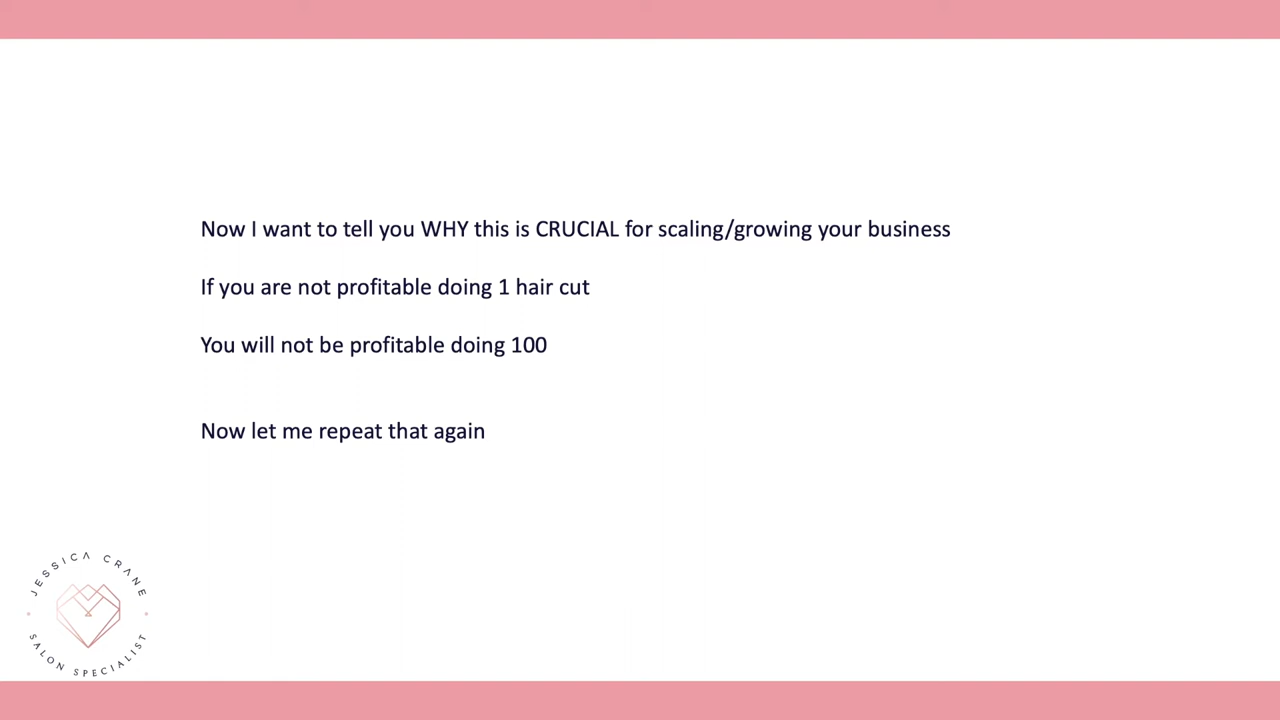 Now I want to tell you WHY this is CRUCIAL for scaling/growing your business
If you are not profitable doing 1 hair cut
You will not be profitable doing 100
Now let me repeat that again
JESSICA CRANE
SALON SPECIALIST